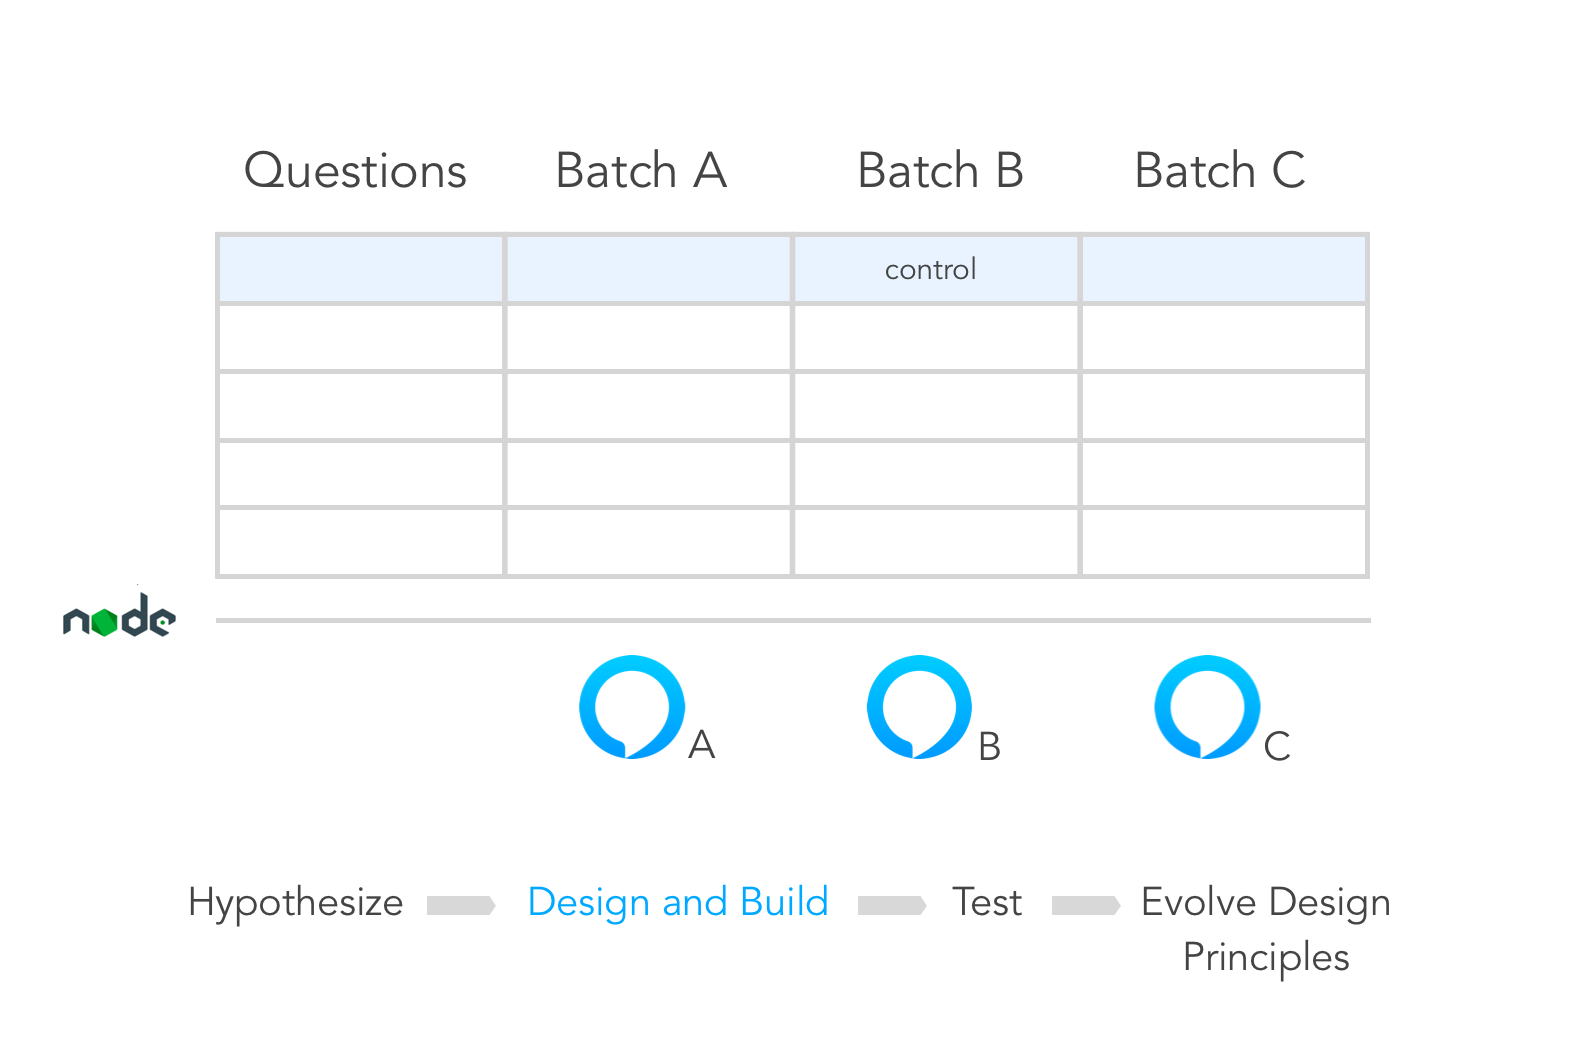 Questions Batch A Batch B Batch C
control
node
A B C
Hypothesize Design and Build Test Evolve Design
Principles